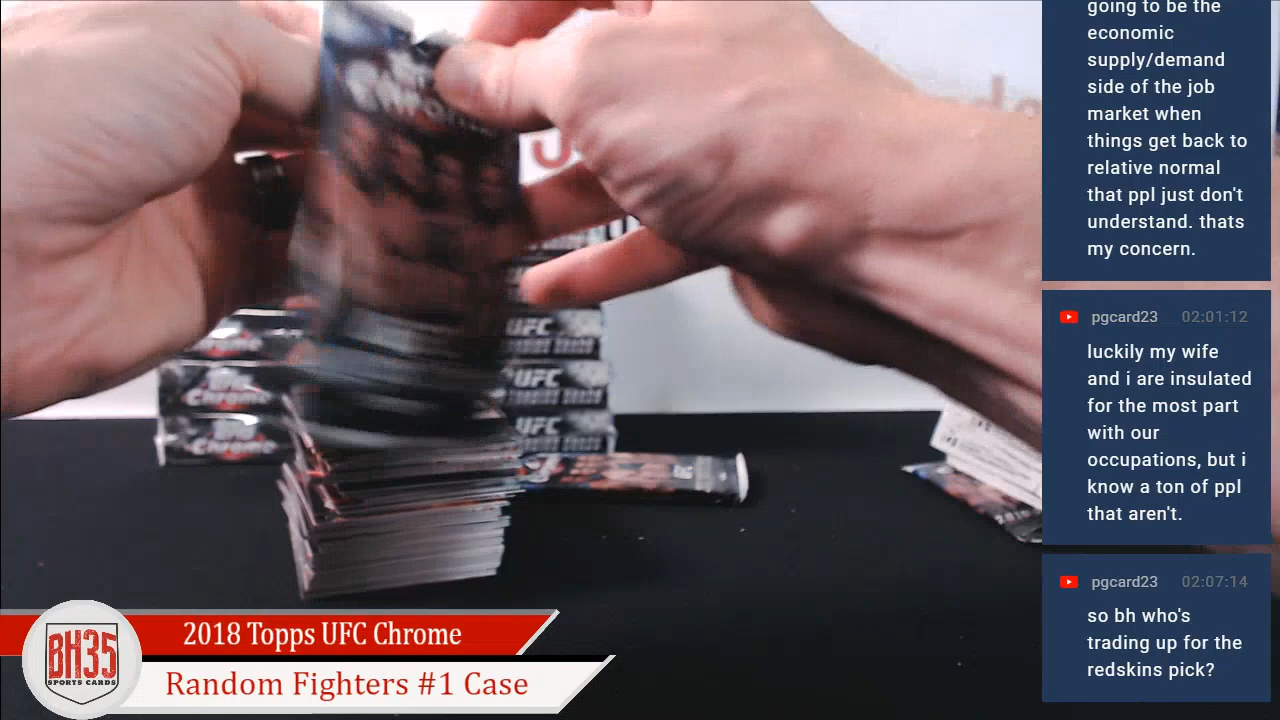 going to be the
economic
supply/demand
side of the job
market when
things get back to
relative normal
that ppl just don't
understand. thats
my concern.
pgcard23 02:01:12
luckily my wife
and i are insulated
for the most part
with our
occupations, but i
know a ton of ppl
that aren't.
pgcard23 02:07:14
so bh who's
trading up for the
redskins pick?
UFC
UFC
UFC
Chrome
Chrome
2018 Topps UFC Chrome
Random Fighters #1 Case
BH35
SPORTS CARDS